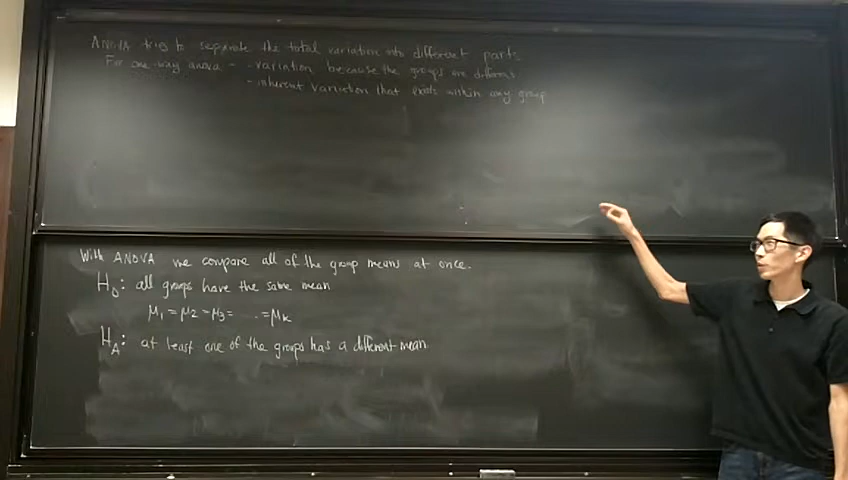 ANOVA tries to separate the total variation into different parts
For one-way anova - - variation because the groups are different
- inherent variation that exists within any group
With ANOVA we compare all of the group means at once.
H₀: all groups have the same mean
μ₁ = μ₂ = μ₃ = ... = μₖ
H_A: at least one of the groups has a different mean